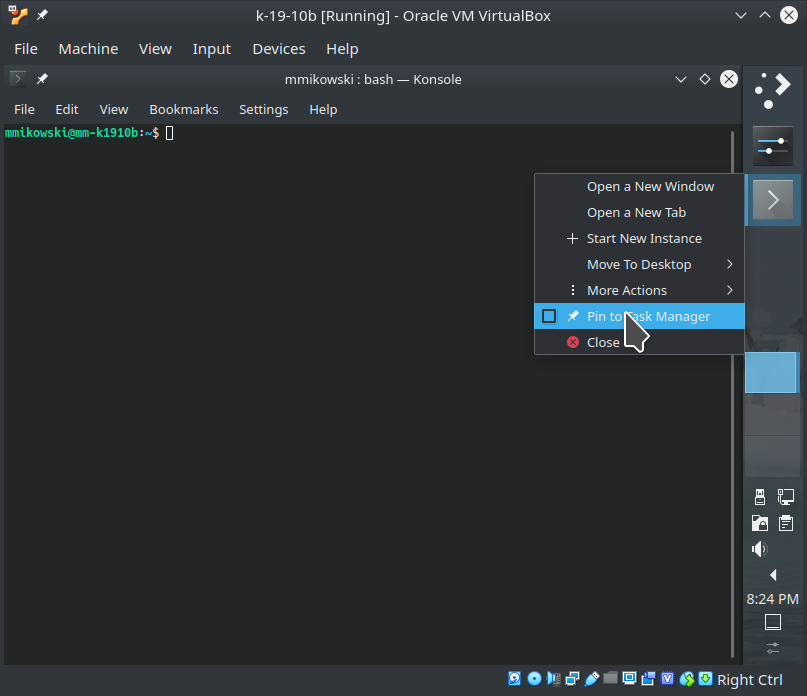 k-19-10b [Running] - Oracle VM VirtualBox
File Machine View Input Devices Help
mmikowski : bash — Konsole
File Edit View Bookmarks Settings Help
mmikowski@mm-k1910b:~$
Open a New Window
Open a New Tab
Start New Instance
Move To Desktop
More Actions
Pin to Task Manager
Close
8:24 PM
Right Ctrl